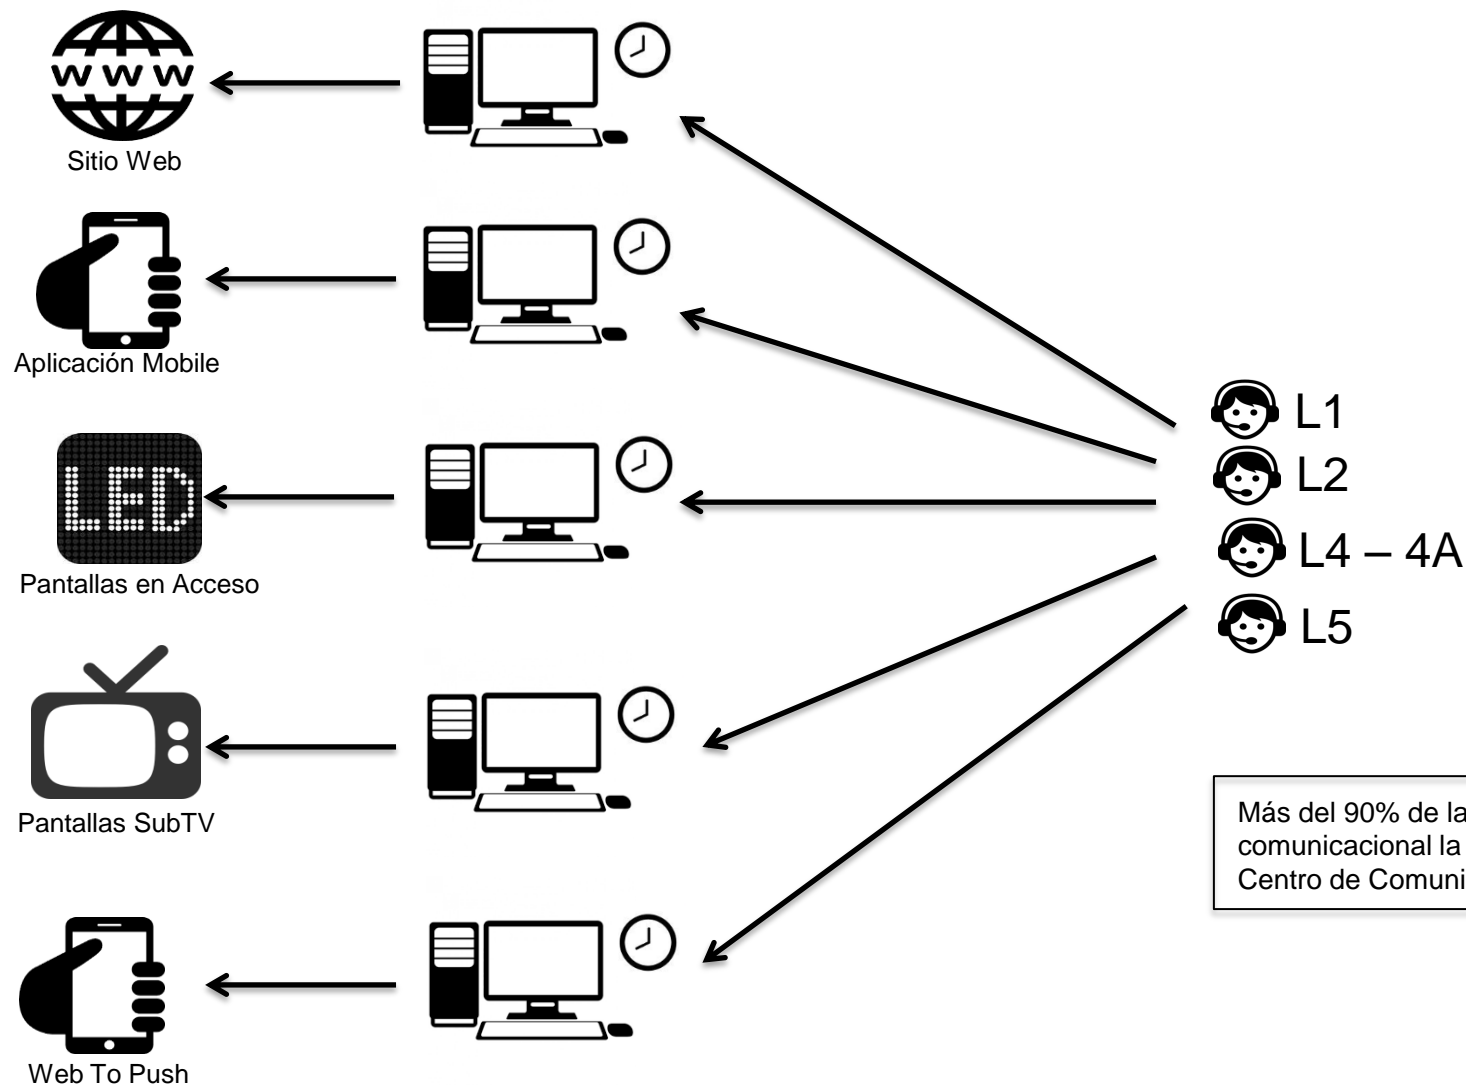 WWW
Sitio Web
Aplicación Mobile
LED
Pantallas en Acceso
Pantallas SubTV
Web To Push
L1
L2
L4 – 4A
L5
Más del 90% de la
comunicacional la
Centro de